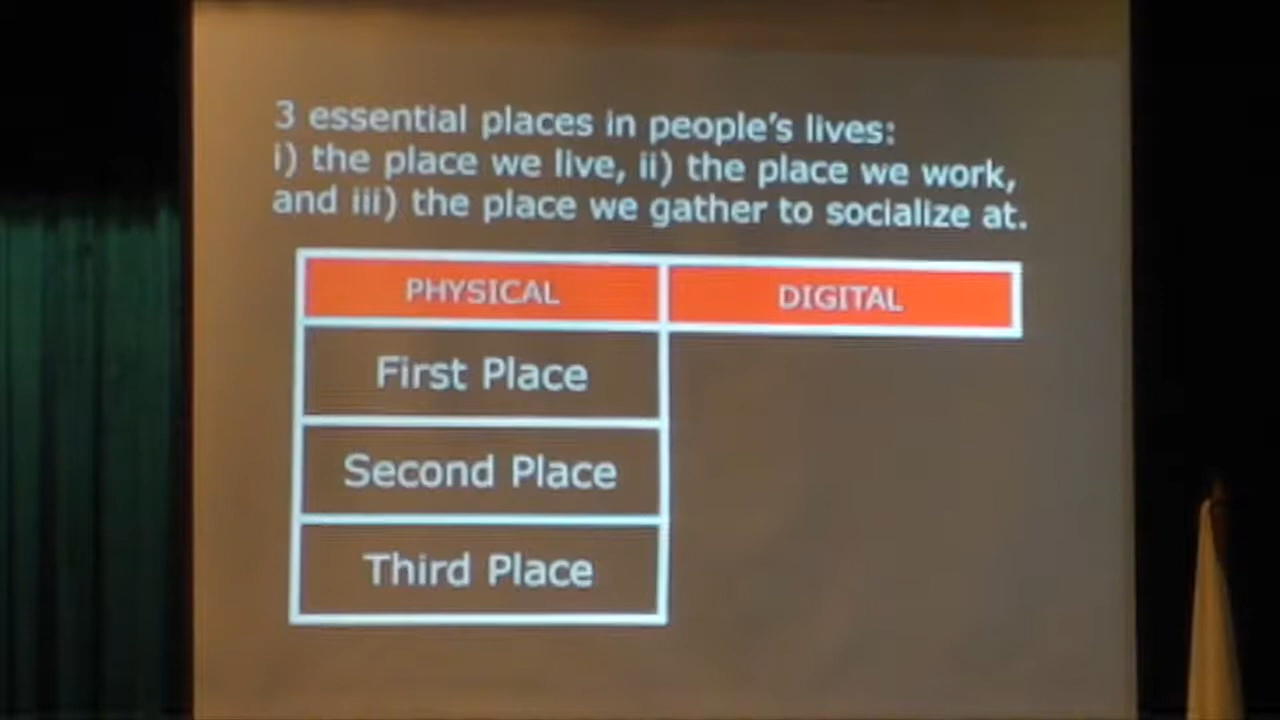 3 essential places in people's lives:
i) the place we live, ii) the place we work,
and iii) the place we gather to socialize at.
PHYSICAL DIGITAL
First Place
Second Place
Third Place